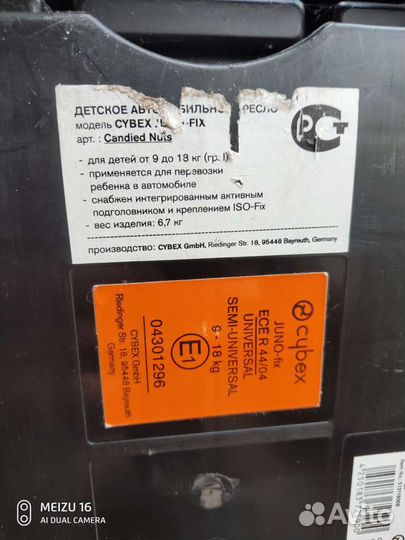 ДЕТСКОЕ
модель CYBEX
арт. : Candied Nuts
- для детей от 9 до 18 кг (гр. I)
- применяется для перевозки
ребенка в автомобиле
- снабжен интегрированным активным
подголовником и креплением ISO-Fix
- вес изделия: 6,7 кг
производство: CYBEX GmbH, Riedinger Str. 18, 95448 Bayreuth, Germany
cybex
JUNO-fix
ECE R 44/04
UNIVERSAL
SEMI-UNIVERSAL
9 - 18 kg
E1
04301296
CYBEX GmbH
Riedinger Str. 18, 95448 Bayreuth
Germany
MEIZU 16
AI DUAL CAMERA
Avito